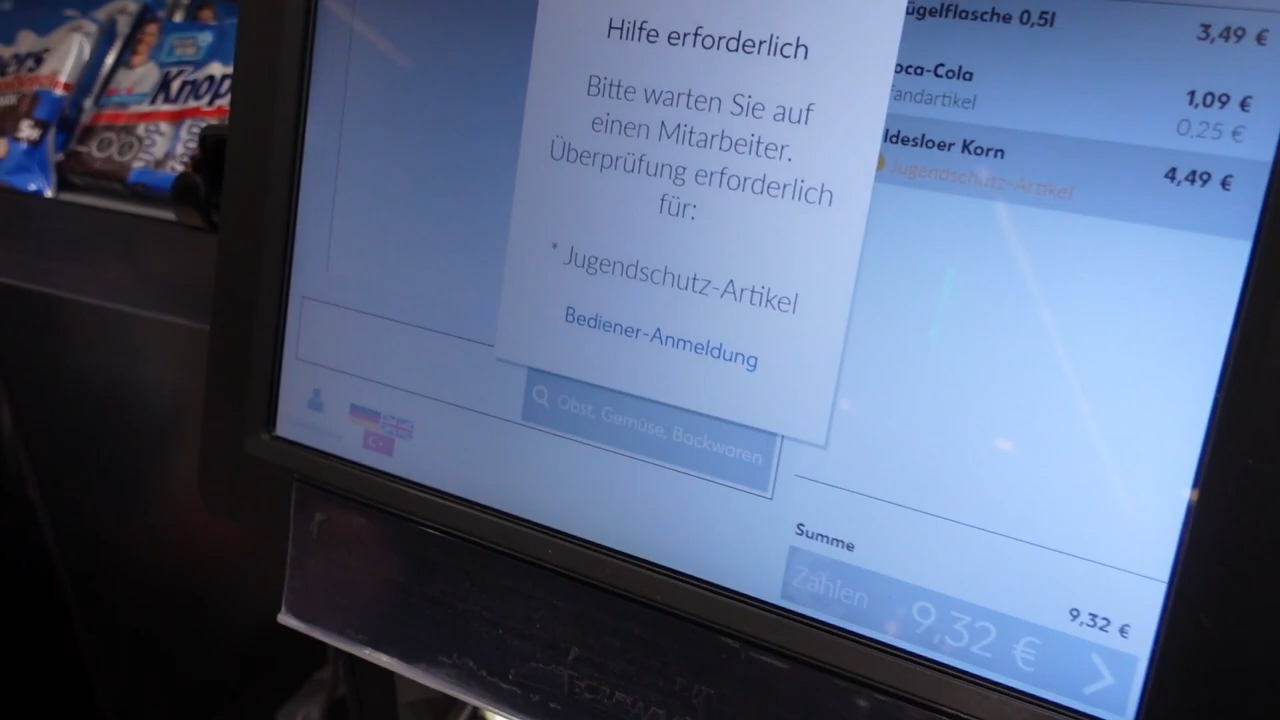 Knop
Hilfe erforderlich
Bitte warten Sie auf
einen Mitarbeiter.
Überprüfung erforderlich
für:
* Jugendschutz-Artikel
Bediener-Anmeldung
Obst, Gemüse, Backwaren
ügelflasche 0,5l 3,49 €
oca-Cola 1,09 €
fandartikel 0,25 €
ldesloer Korn 4,49 €
Jugendschutz-Artikel
Summe 9,32 €
Zahlen 9,32 €